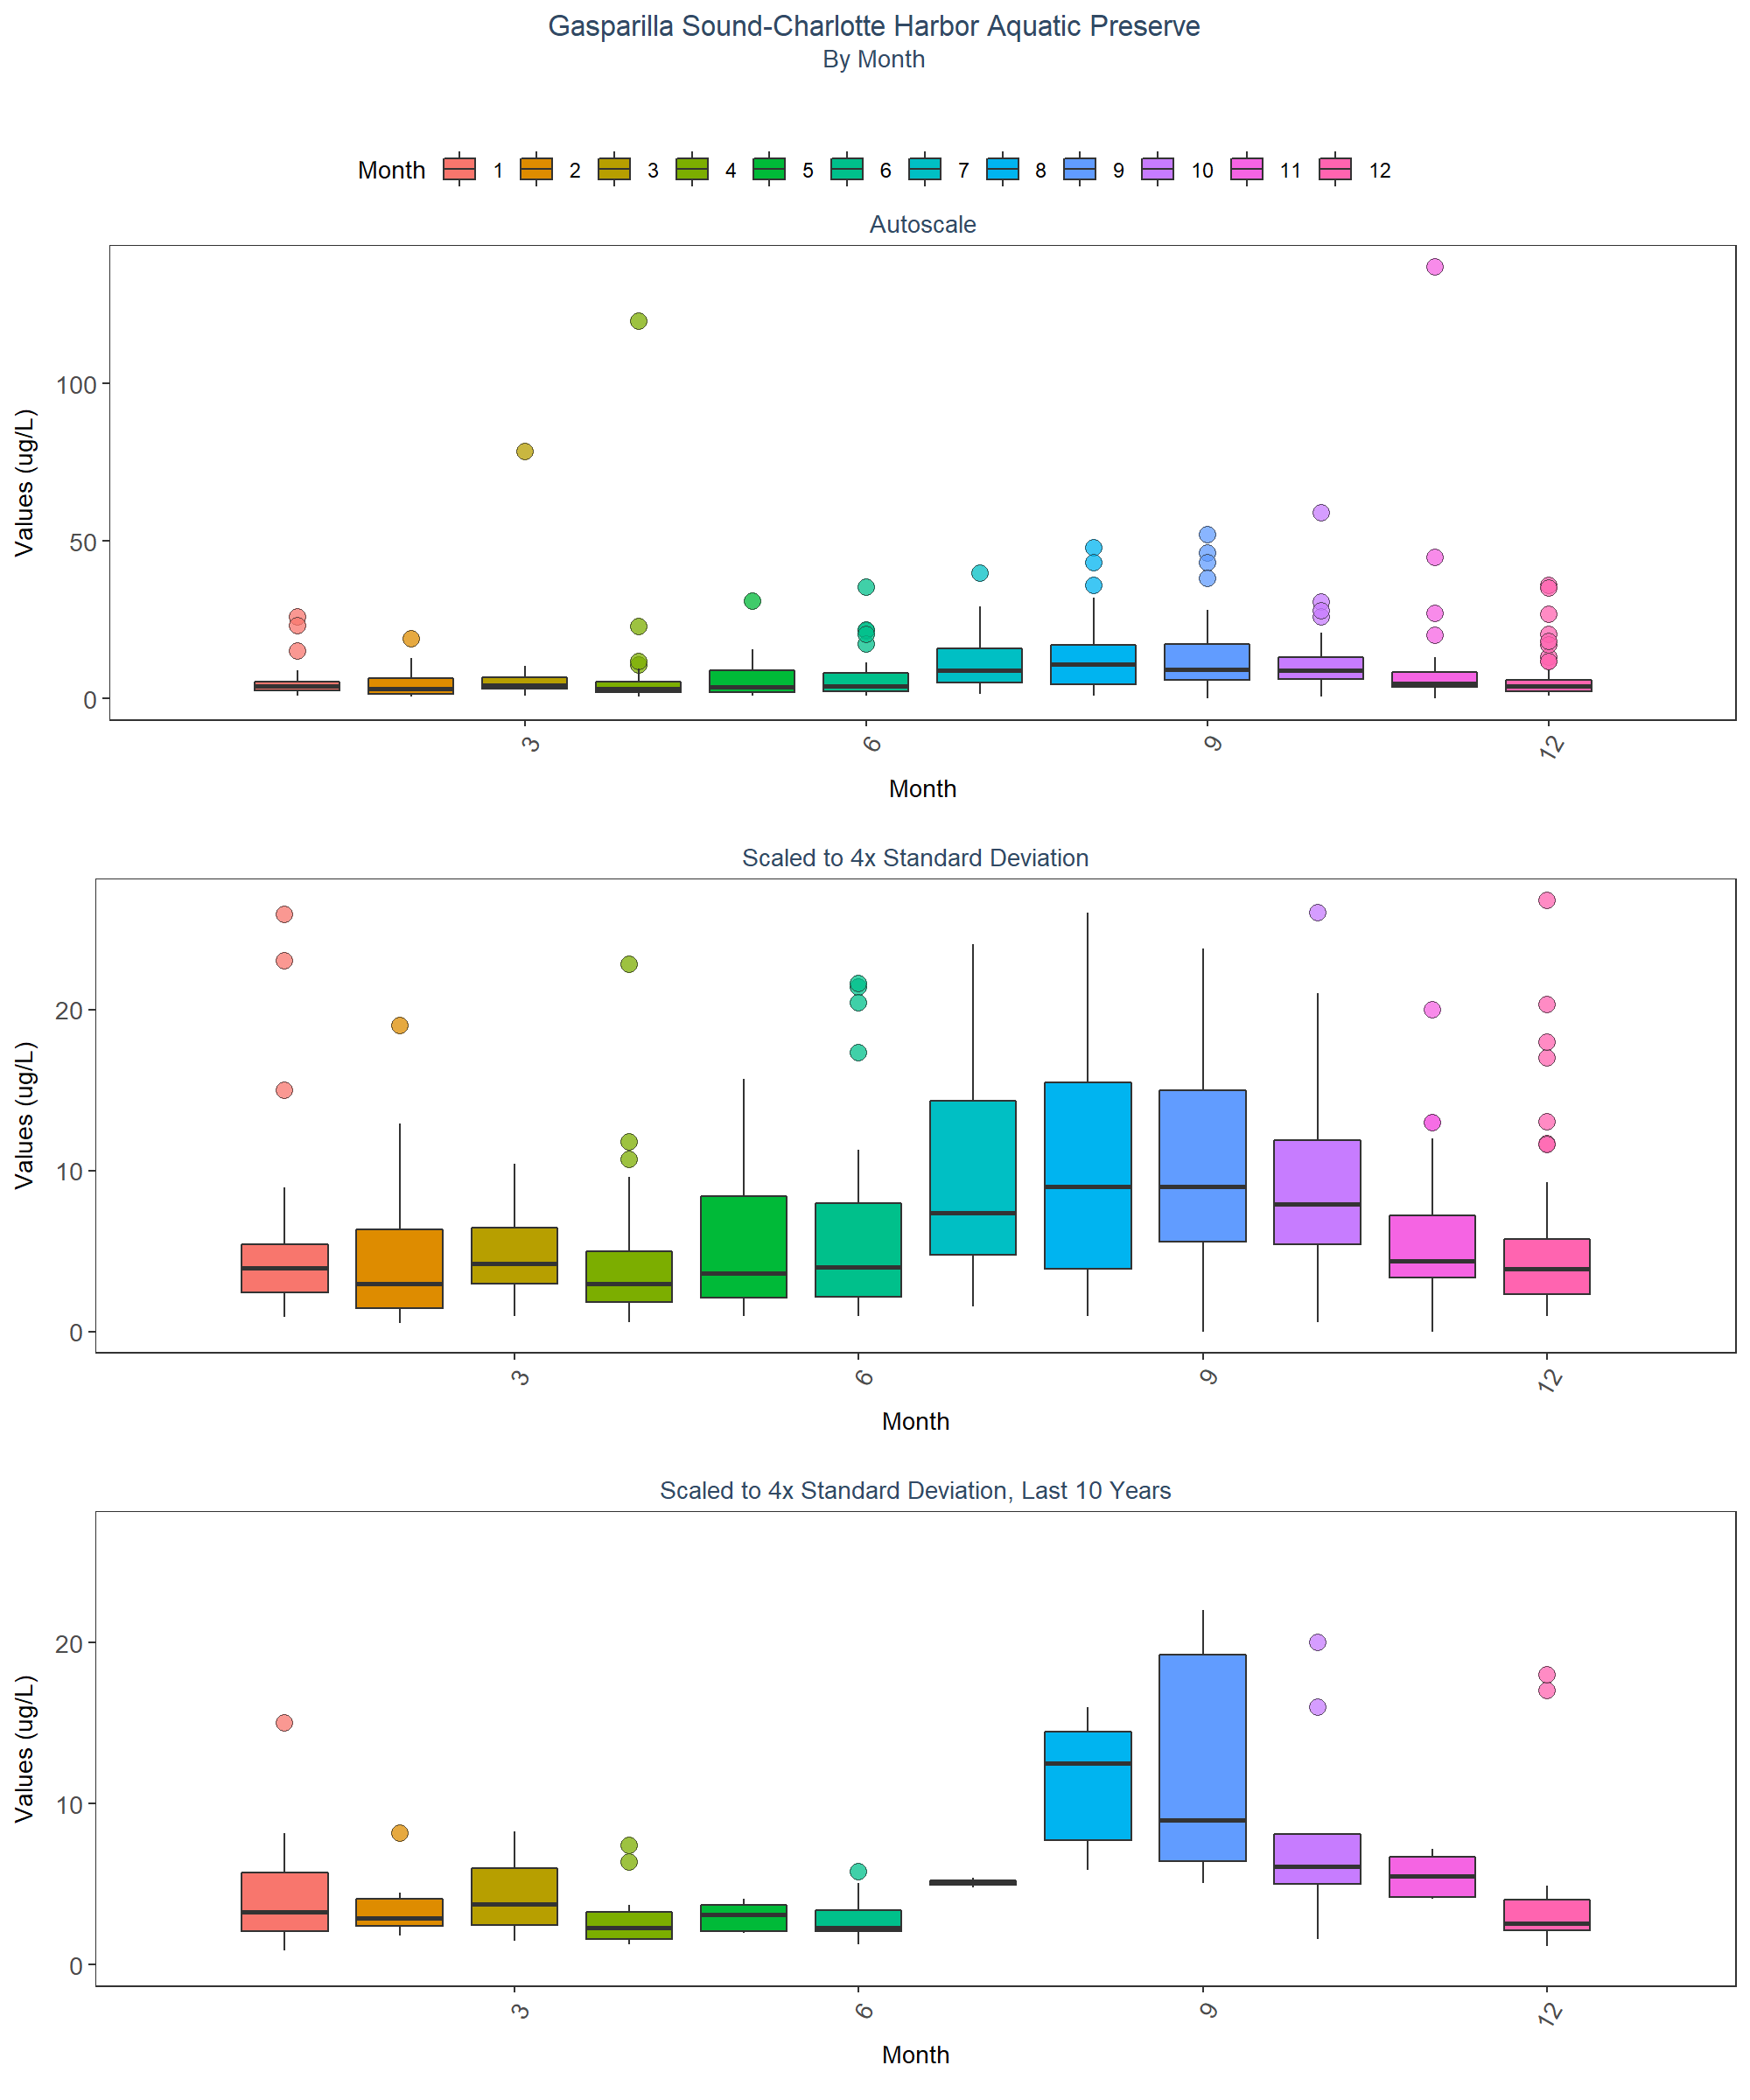 Gasparilla Sound-Charlotte Harbor Aquatic Preserve
By Month
Month 1 2 3 4 5 6 7 8 9 10 11 12
Autoscale
Values (ug/L)
100
50
0
3 6 9 12
Month
Scaled to 4x Standard Deviation
Values (ug/L)
20
10
0
3 6 9 12
Month
Scaled to 4x Standard Deviation, Last 10 Years
Values (ug/L)
20
10
0
3 6 9 12
Month